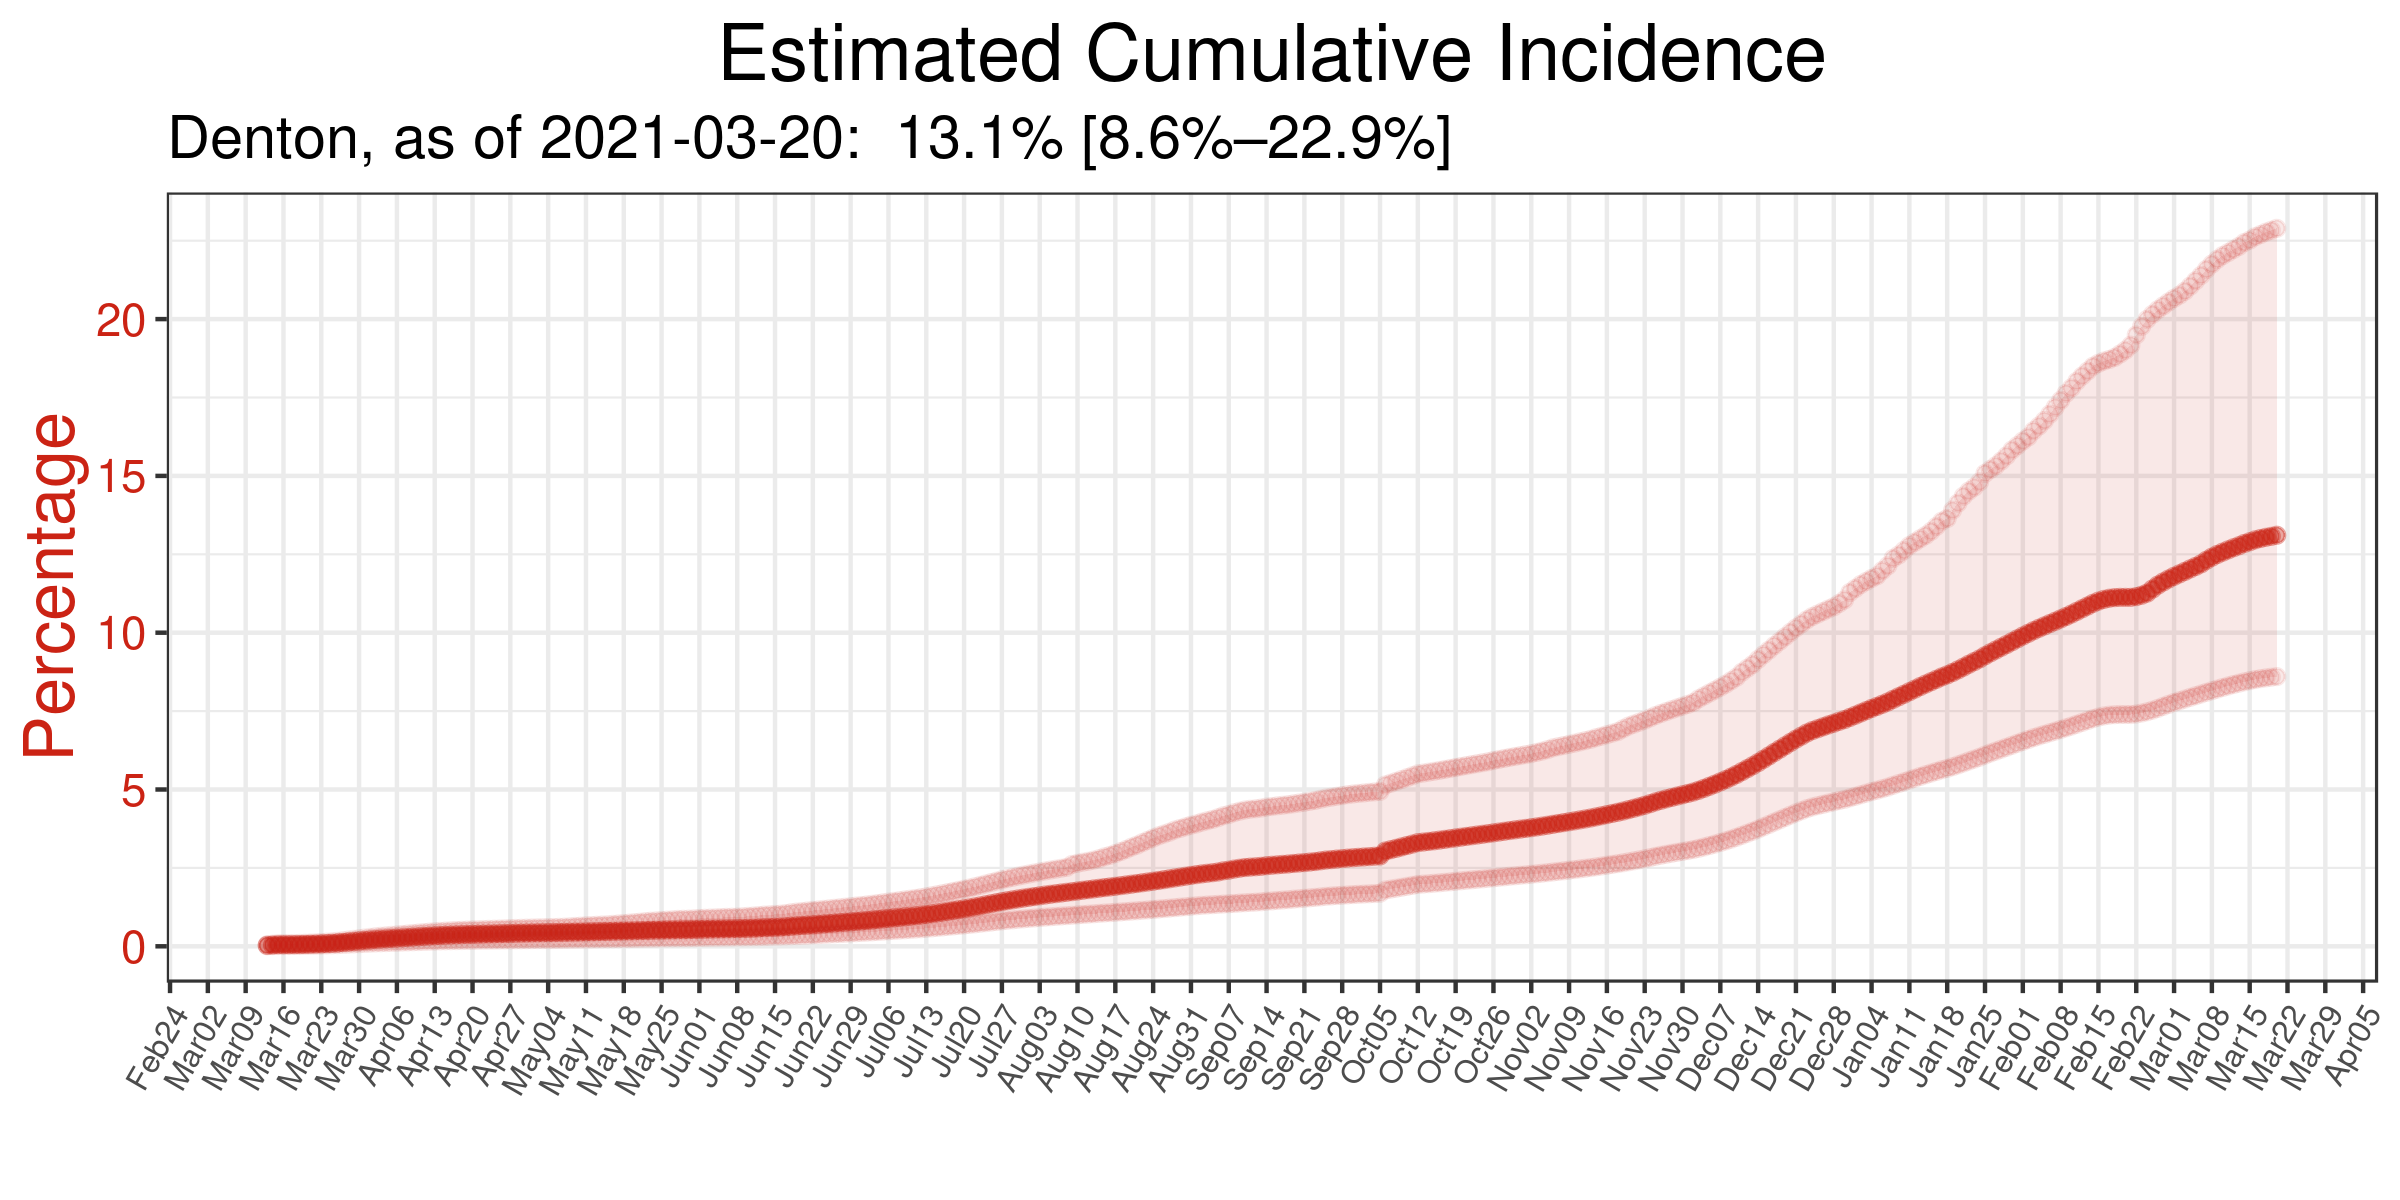 Estimated Cumulative Incidence
Denton, as of 2021-03-20: 13.1% [8.6%–22.9%]
Percentage
20
15
10
5
0
Feb24
Mar02
Mar09
Mar16
Mar23
Mar30
Apr06
Apr13
Apr20
Apr27
May04
May11
May18
May25
Jun01
Jun08
Jun15
Jun22
Jun29
Jul06
Jul13
Jul20
Jul27
Aug03
Aug10
Aug17
Aug24
Aug31
Sep07
Sep14
Sep21
Sep28
Oct05
Oct12
Oct19
Oct26
Nov02
Nov09
Nov16
Nov23
Nov30
Dec07
Dec14
Dec21
Dec28
Jan04
Jan11
Jan18
Jan25
Feb01
Feb08
Feb15
Feb22
Mar01
Mar08
Mar15
Mar22
Mar29
Apr05